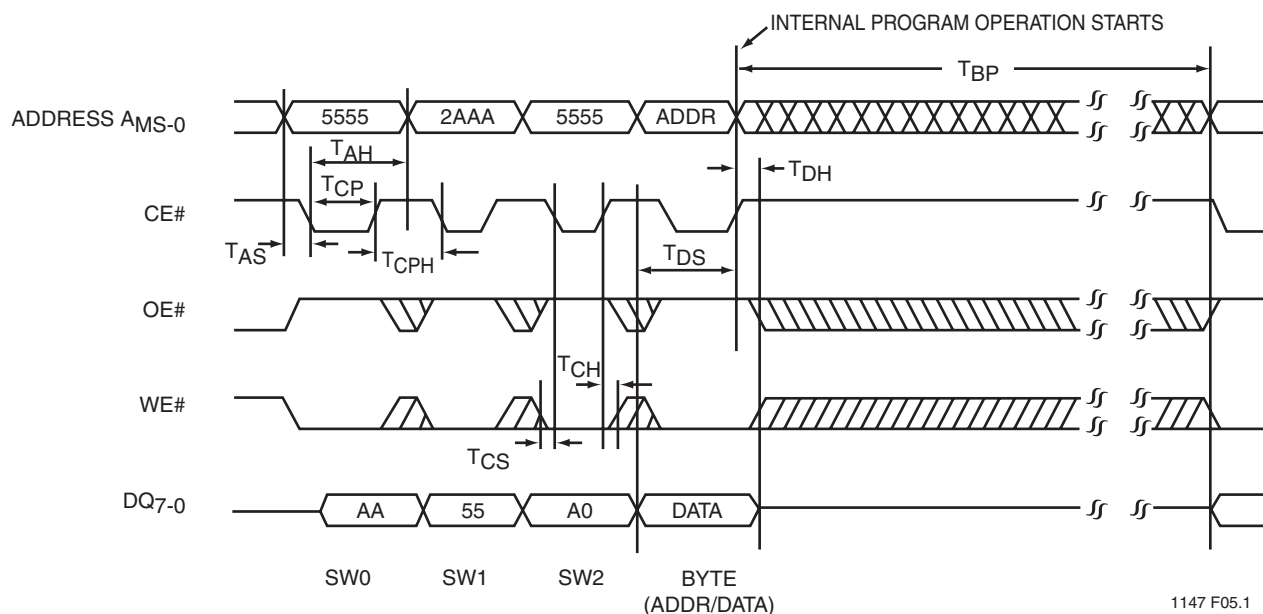 INTERNAL PROGRAM OPERATION STARTS
TBP
ADDRESS AMS-0
5555
2AAA
5555
ADDR
TAH
TDH
TCP
CE#
TAS
TCPH
TDS
OE#
TCH
WE#
TCS
DQ7-0
AA
55
A0
DATA
SW0
SW1
SW2
BYTE
(ADDR/DATA)
1147 F05.1